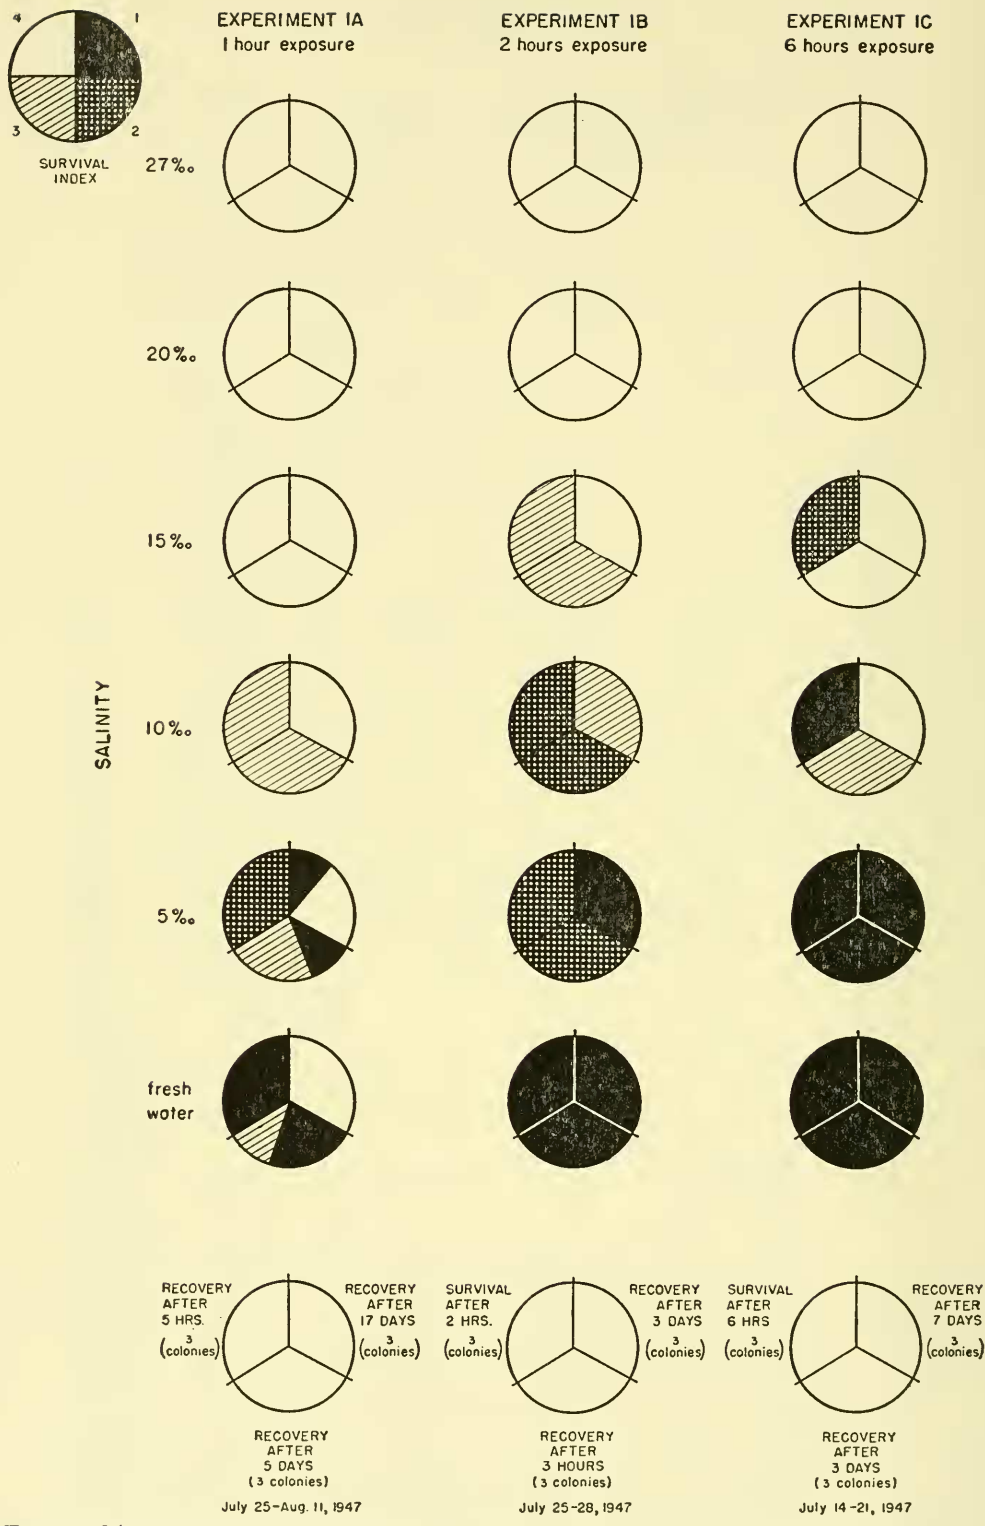 EXPERIMENT IA
1 hour exposure
EXPERIMENT IB
2 hours exposure
EXPERIMENT IC
6 hours exposure
4 1
3 2
SURVIVAL
INDEX
SALINITY
27‰
20‰
15‰
10‰
5‰
fresh
water
RECOVERY
AFTER
5 HRS.
(3 colonies)
RECOVERY
AFTER
17 DAYS
(3 colonies)
RECOVERY
AFTER
5 DAYS
(3 colonies)
July 25-Aug. 11, 1947
SURVIVAL
AFTER
2 HRS.
(3 colonies)
RECOVERY
AFTER
3 DAYS
(3 colonies)
RECOVERY
AFTER
3 HOURS
(3 colonies)
July 25-28, 1947
SURVIVAL
AFTER
6 HRS
(3 colonies)
RECOVERY
AFTER
7 DAYS
(3 colonies)
RECOVERY
AFTER
3 DAYS
(3 colonies)
July 14-21, 1947